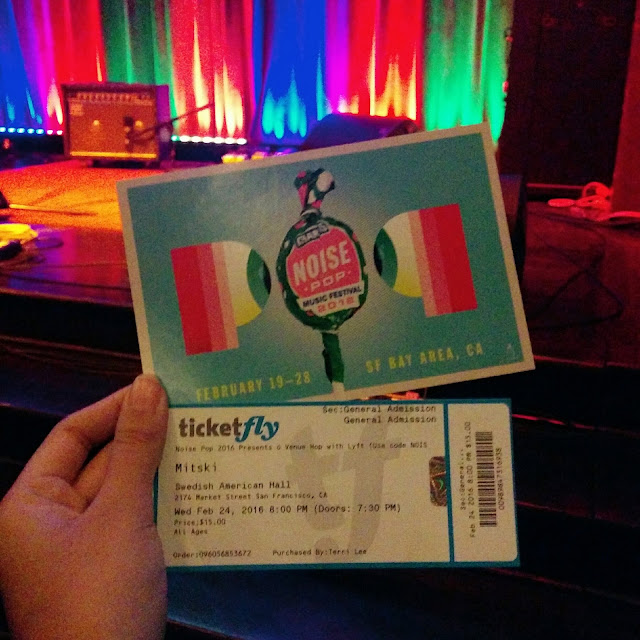 NOISE
POP
MUSIC FESTIVAL
2016
FEBRUARY 19-28
SF BAY AREA, CA
ticketfly
Sec:General Admission
General Admission
Noise Pop 2016 Presents @ Venue Hop with Lyft (Use code NOIS
Mitski
Swedish American Hall
2174 Market Street San Francisco, CA
Wed Feb 24, 2016 8:00 PM (Doors: 7:30 PM)
Price:$15.00
All Ages
Order:096056853672
Purchased By:Terri Lee
Sec:General...
Feb 24 2016 8:00 PM $15.00